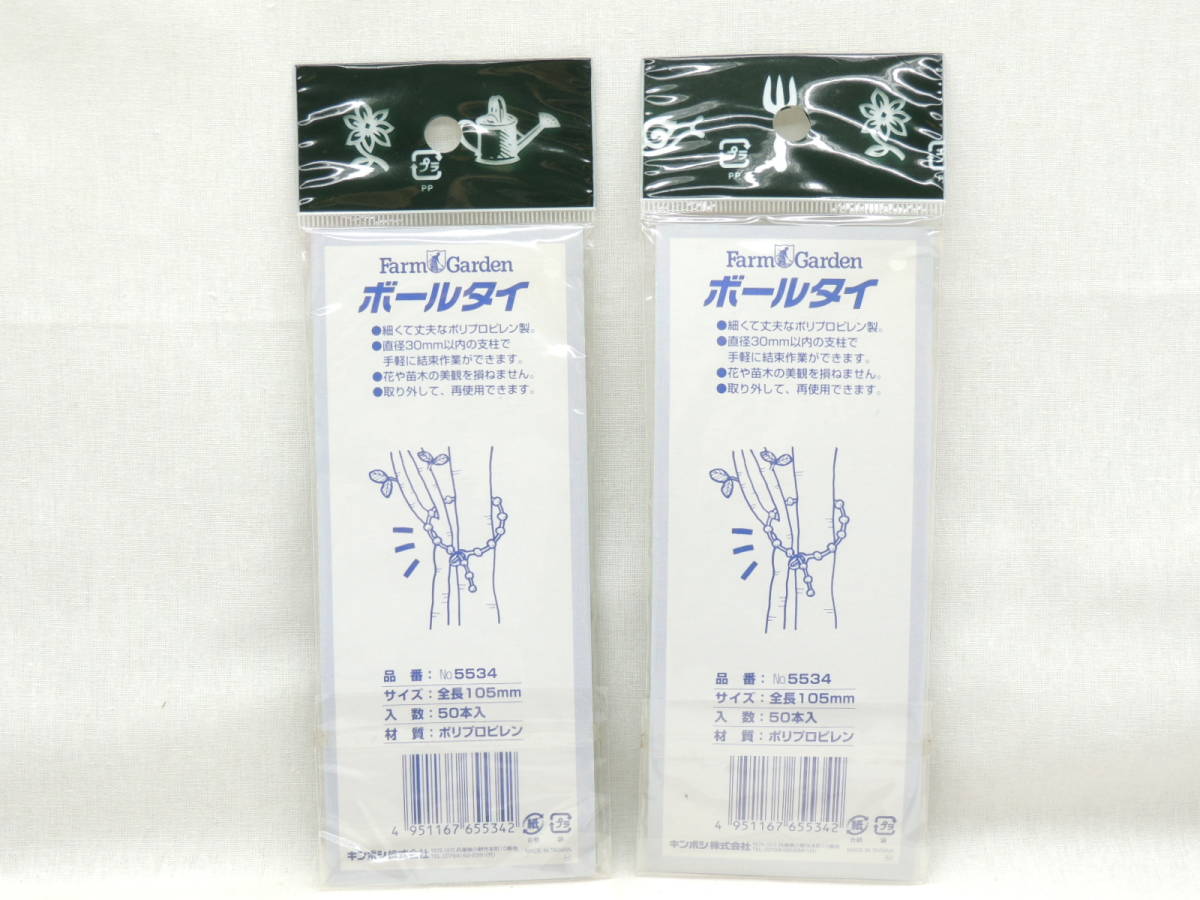 プラ
PP
Farm Garden
ボールタイ
●細くて丈夫なポリプロピレン製。
●直径30mm以内の支柱で
手軽に結束作業ができます。
●花や苗木の美観を損ねません。
●取り外して、再使用できます。
品 番：No5534
サイズ：全長105mm
入 数：50本入
材 質：ポリプロピレン
4 951167 655342
紙
プラ
キンボシ株式会社
プラ
PP
Farm Garden
ボールタイ
●細くて丈夫なポリプロピレン製。
●直径30mm以内の支柱で
手軽に結束作業ができます。
●花や苗木の美観を損ねません。
●取り外して、再使用できます。
品 番：No5534
サイズ：全長105mm
入 数：50本入
材 質：ポリプロピレン
4 951167 655342
紙
プラ
キンボシ株式会社